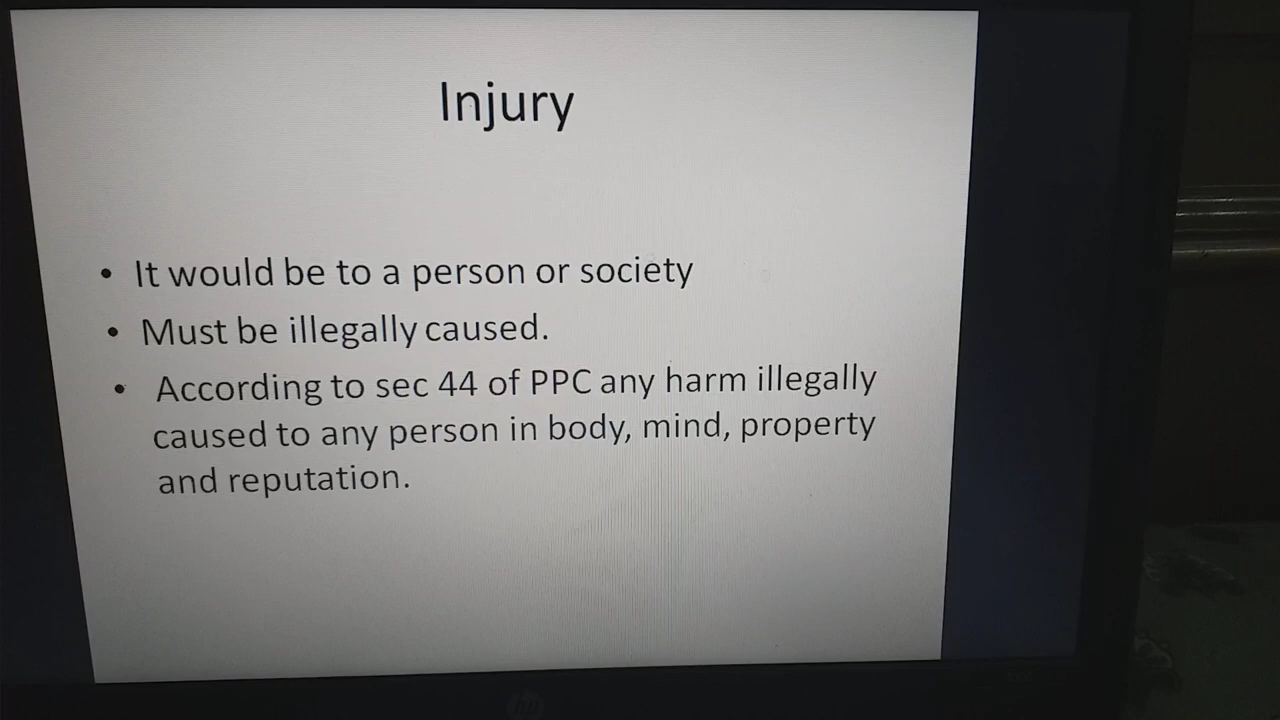 Injury
• It would be to a person or society
• Must be illegally caused.
• According to sec 44 of PPC any harm illegally
caused to any person in body, mind, property
and reputation.
hp